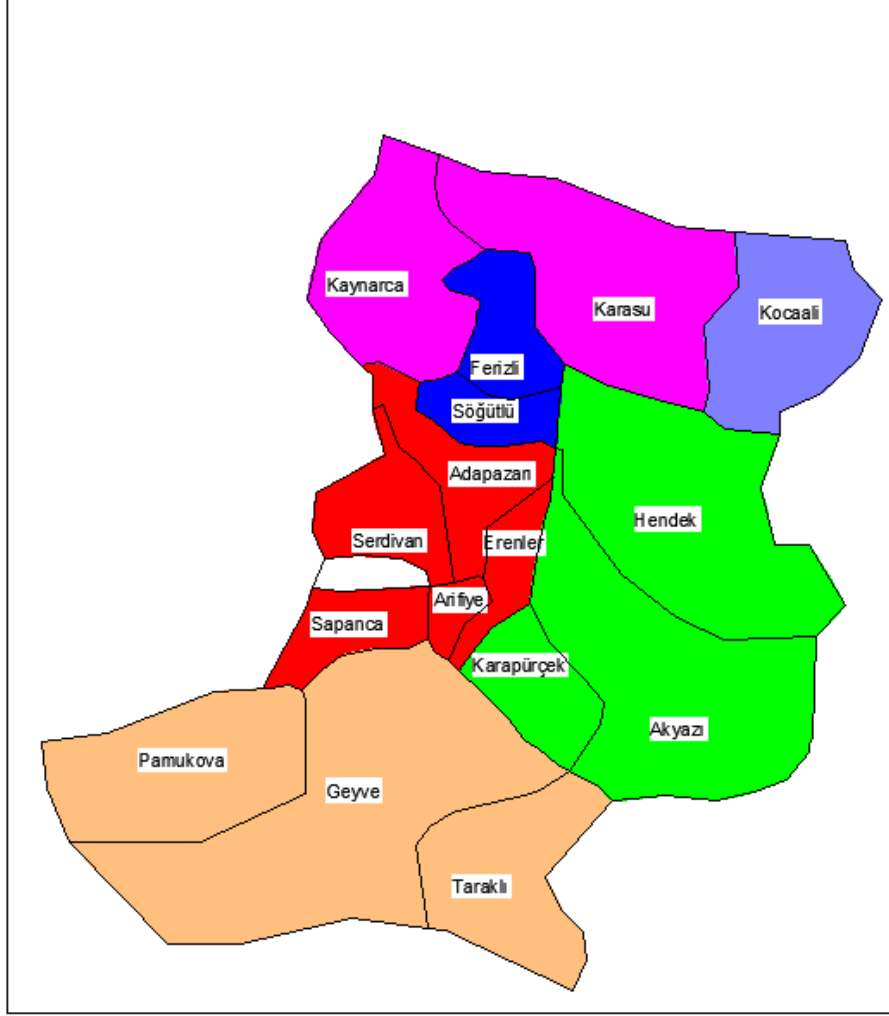 Kaynarca
Karasu
Kocaali
Ferizli
Söğütlü
Adapazarı
Hendek
Serdivan
Erenler
Arifiye
Sapanca
Karapürçek
Akyazı
Pamukova
Geyve
Taraklı